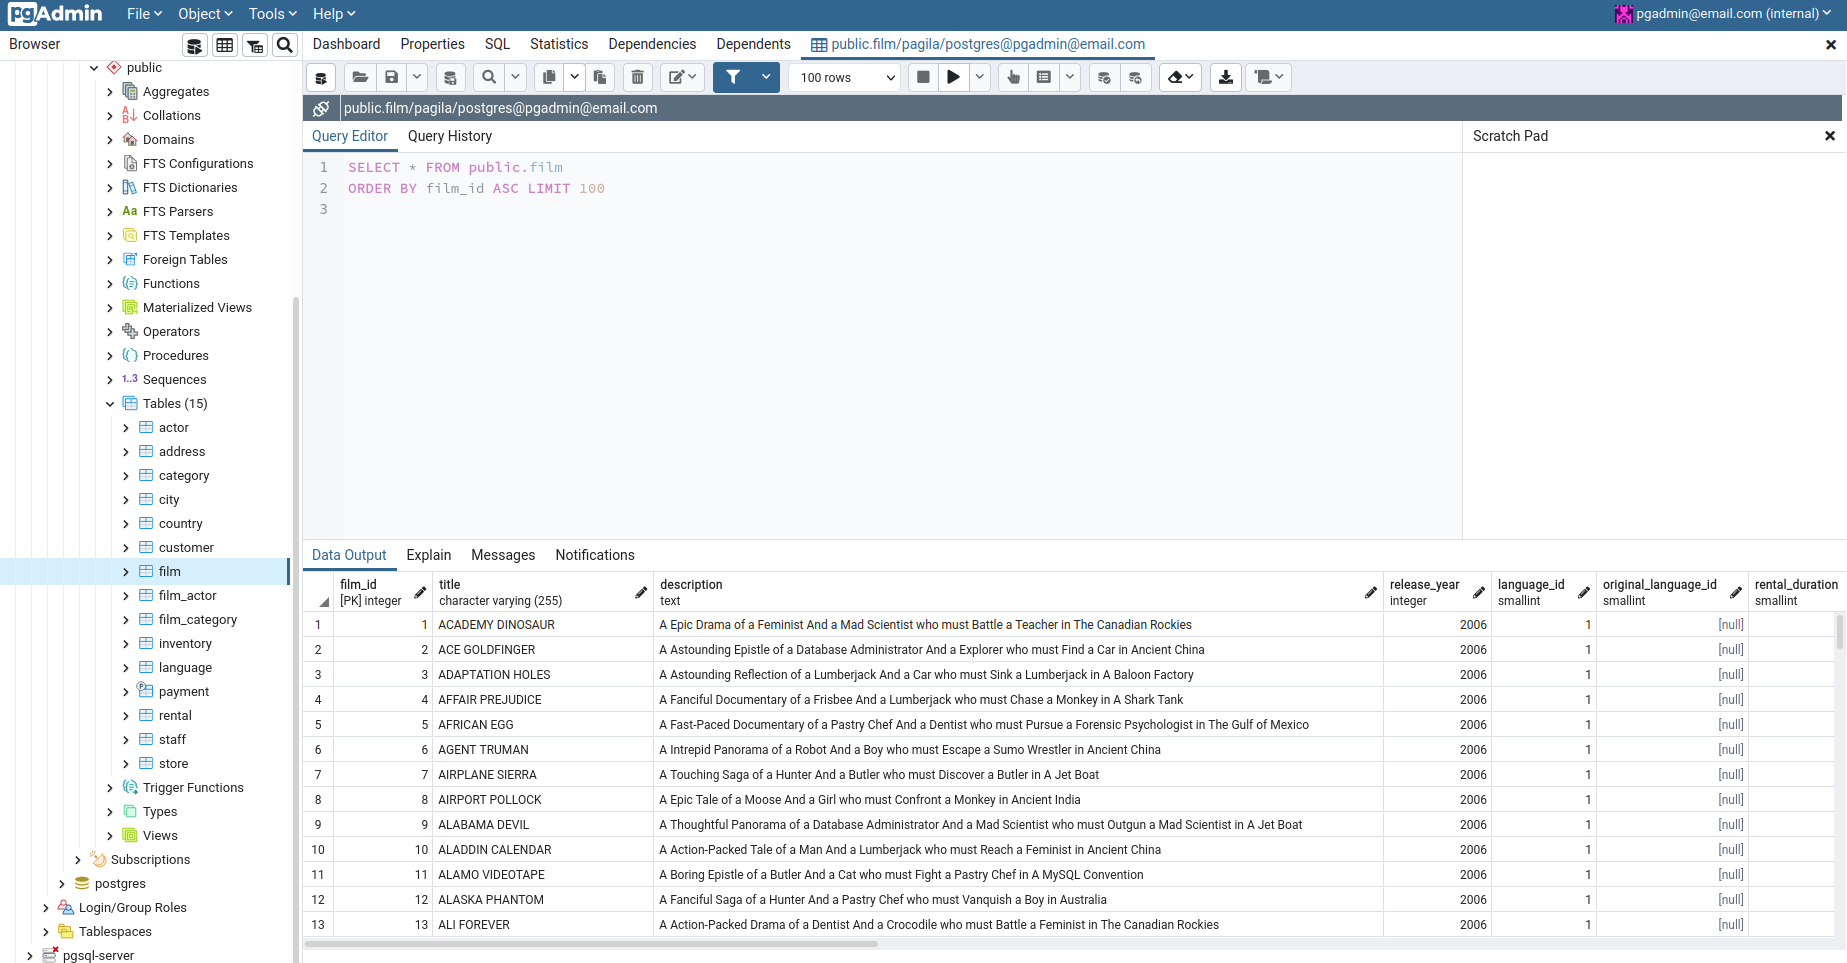 pgAdmin File Object Tools Help pgadmin@email.com (internal)
Browser
Dashboard Properties SQL Statistics Dependencies Dependents public.film/pagila/postgres@pgadmin@email.com
100 rows
public.film/pagila/postgres@pgadmin@email.com
public
Aggregates
Collations
Domains
FTS Configurations
FTS Dictionaries
Aa FTS Parsers
FTS Templates
Foreign Tables
Functions
Materialized Views
Operators
Procedures
1..3 Sequences
Tables (15)
actor
address
category
city
country
customer
film
film_actor
film_category
inventory
language
payment
rental
staff
store
Trigger Functions
Types
Views
Subscriptions
postgres
Login/Group Roles
Tablespaces
pgsql-server
Query Editor Query History
Scratch Pad
1 SELECT * FROM public.film
2 ORDER BY film_id ASC LIMIT 100
3
Data Output Explain Messages Notifications
film_id title description release_year language_id original_language_id rental_duration
[PK] integer character varying (255) text integer smallint smallint smallint
1 1 ACADEMY DINOSAUR A Epic Drama of a Feminist And a Mad Scientist who must Battle a Teacher in The Canadian Rockies 2006 1 [null]
2 2 ACE GOLDFINGER A Astounding Epistle of a Database Administrator And a Explorer who must Find a Car in Ancient China 2006 1 [null]
3 3 ADAPTATION HOLES A Astounding Reflection of a Lumberjack And a Car who must Sink a Lumberjack in A Baloon Factory 2006 1 [null]
4 4 AFFAIR PREJUDICE A Fanciful Documentary of a Frisbee And a Lumberjack who must Chase a Monkey in A Shark Tank 2006 1 [null]
5 5 AFRICAN EGG A Fast-Paced Documentary of a Pastry Chef And a Dentist who must Pursue a Forensic Psychologist in The Gulf of Mexico 2006 1 [null]
6 6 AGENT TRUMAN A Intrepid Panorama of a Robot And a Boy who must Escape a Sumo Wrestler in Ancient China 2006 1 [null]
7 7 AIRPLANE SIERRA A Touching Saga of a Hunter And a Butler who must Discover a Butler in A Jet Boat 2006 1 [null]
8 8 AIRPORT POLLOCK A Epic Tale of a Moose And a Girl who must Confront a Monkey in Ancient India 2006 1 [null]
9 9 ALABAMA DEVIL A Thoughtful Panorama of a Database Administrator And a Mad Scientist who must Outgun a Mad Scientist in A Jet Boat 2006 1 [null]
10 10 ALADDIN CALENDAR A Action-Packed Tale of a Man And a Lumberjack who must Reach a Feminist in Ancient China 2006 1 [null]
11 11 ALAMO VIDEOTAPE A Boring Epistle of a Butler And a Cat who must Fight a Pastry Chef in A MySQL Convention 2006 1 [null]
12 12 ALASKA PHANTOM A Fanciful Saga of a Hunter And a Pastry Chef who must Vanquish a Boy in Australia 2006 1 [null]
13 13 ALI FOREVER A Action-Packed Drama of a Dentist And a Crocodile who must Battle a Feminist in The Canadian Rockies 2006 1 [null]